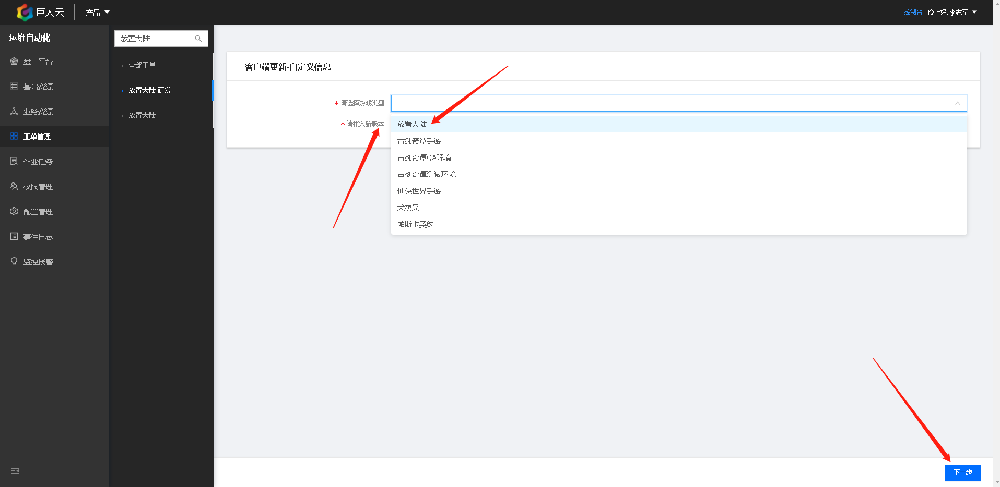 巨人云
产品
控制台
晚上好, 李志军
运维自动化
盘古平台
基础资源
业务资源
工单管理
作业任务
权限管理
配置管理
事件日志
监控报警
放置大陆
全部工单
放置大陆-研发
放置大陆
客户端更新-自定义信息
* 请选择游戏类型 :
* 请输入新版本 :
放置大陆
古剑奇谭手游
古剑奇谭QA环境
古剑奇谭测试环境
仙侠世界手游
犬夜叉
帕斯卡契约
下一步